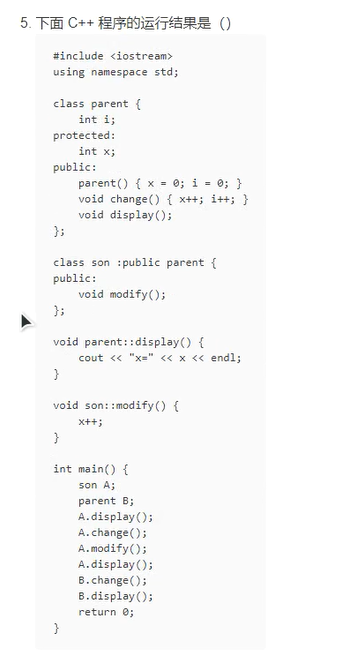 5. 下面 C++ 程序的运行结果是（）
#include <iostream>
using namespace std;
class parent {
int i;
protected:
int x;
public:
parent() { x = 0; i = 0; }
void change() { x++; i++; }
void display();
};
class son :public parent {
public:
void modify();
};
void parent::display() {
cout << "x=" << x << endl;
}
void son::modify() {
x++;
}
int main() {
son A;
parent B;
A.display();
A.change();
A.modify();
A.display();
B.change();
B.display();
return 0;
}